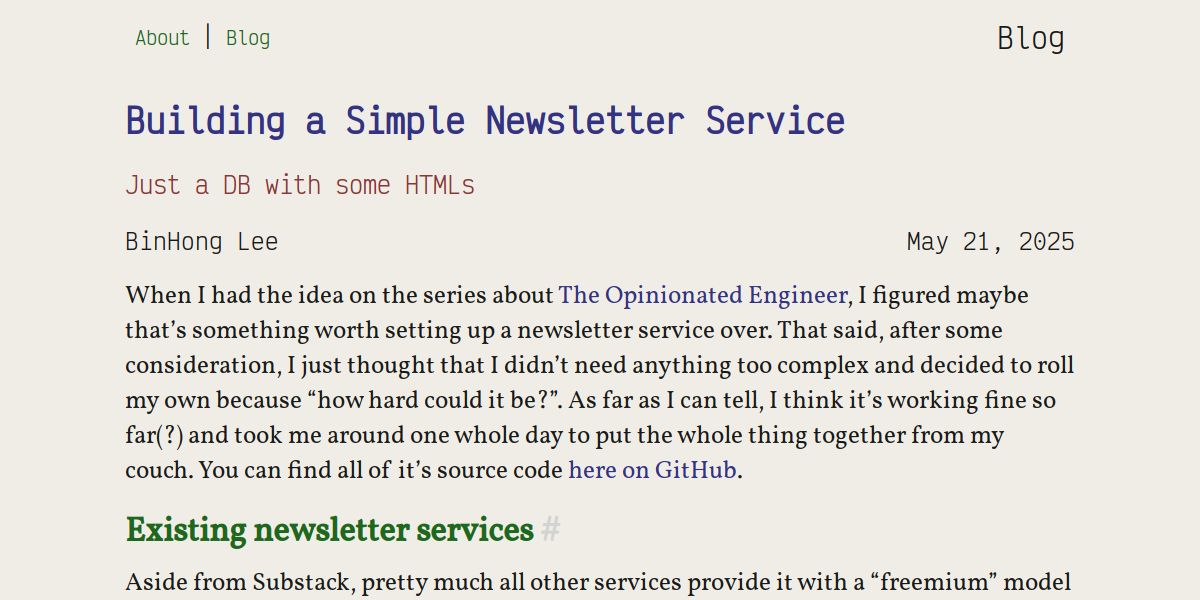 About | Blog
Blog
Building a Simple Newsletter Service
Just a DB with some HTMLs
BinHong Lee
May 21, 2025
When I had the idea on the series about The Opinionated Engineer, I figured maybe
that’s something worth setting up a newsletter service over. That said, after some
consideration, I just thought that I didn’t need anything too complex and decided to roll
my own because “how hard could it be?”. As far as I can tell, I think it’s working fine so
far(?) and took me around one whole day to put the whole thing together from my
couch. You can find all of it’s source code here on GitHub.
Existing newsletter services #
Aside from Substack, pretty much all other services provide it with a “freemium” model